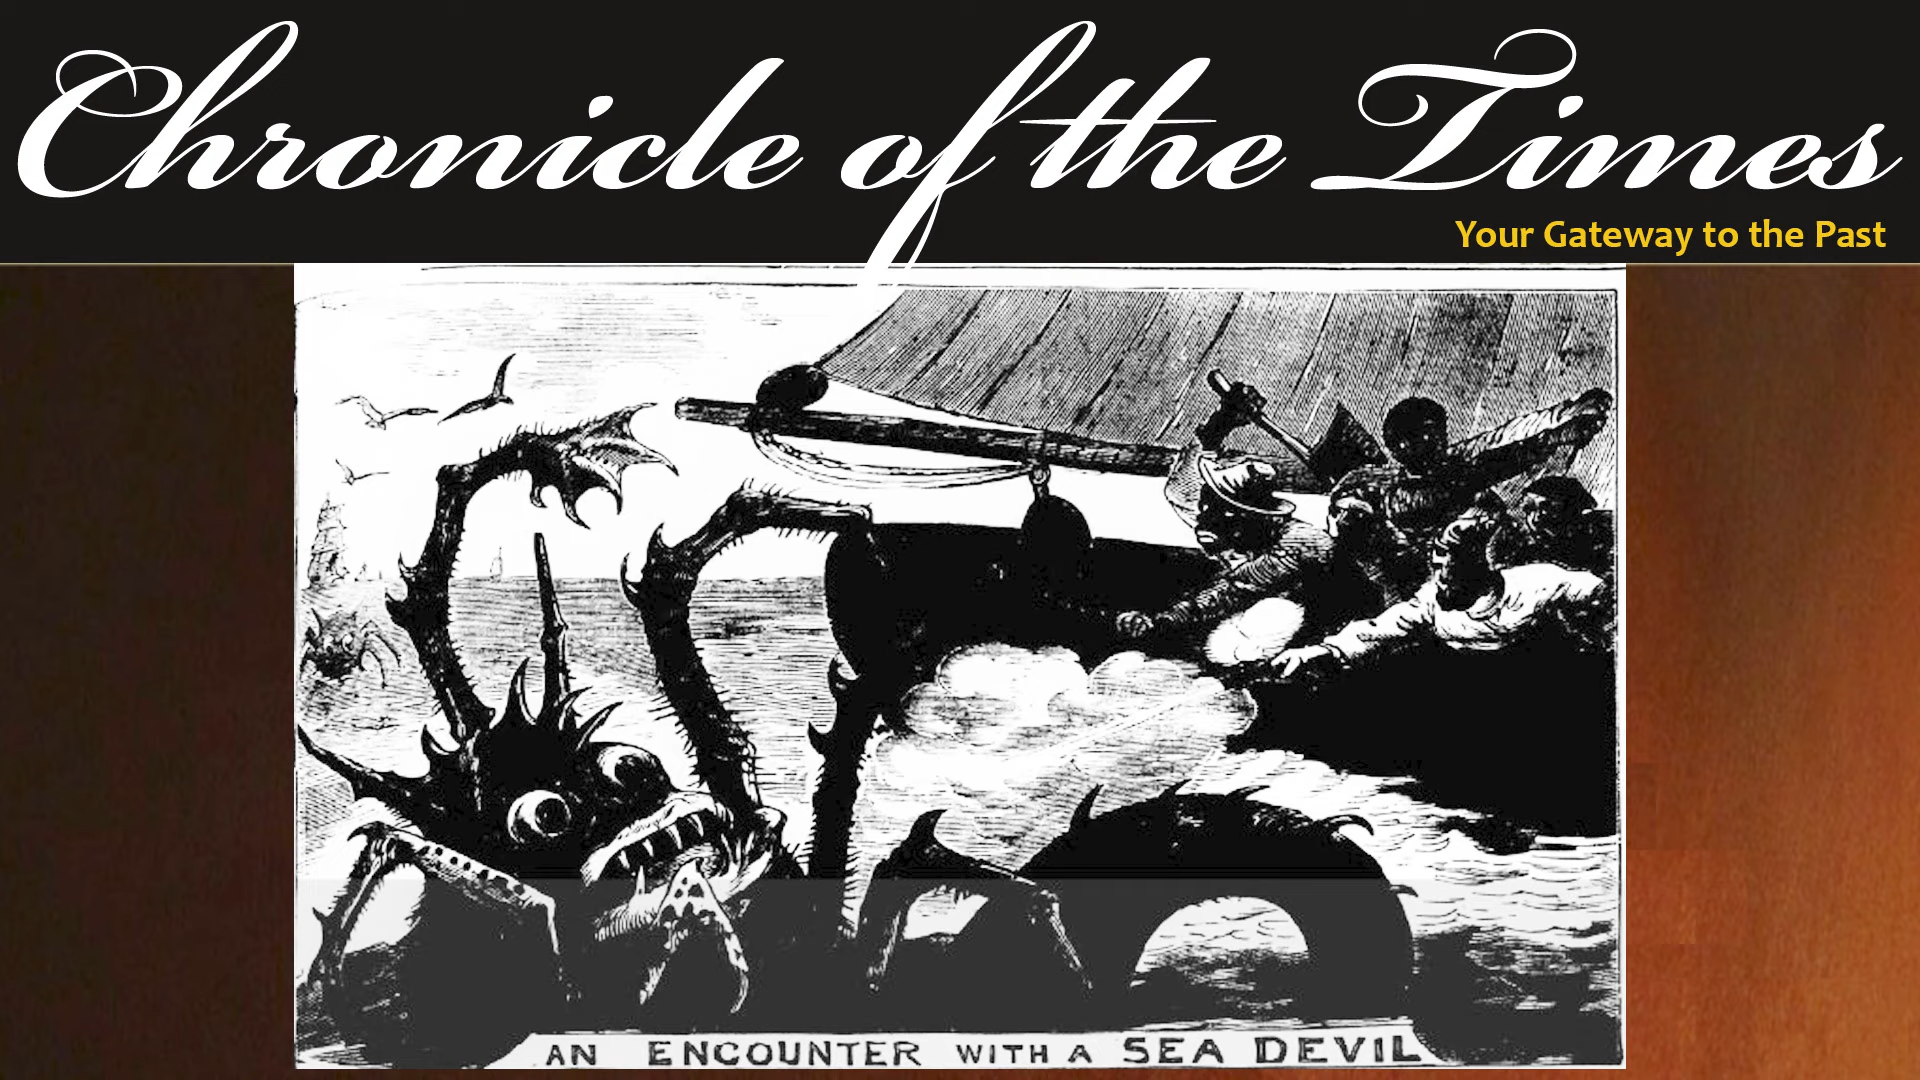 Chronicle of the Times
Your Gateway to the Past
AN ENCOUNTER WITH A SEA DEVIL